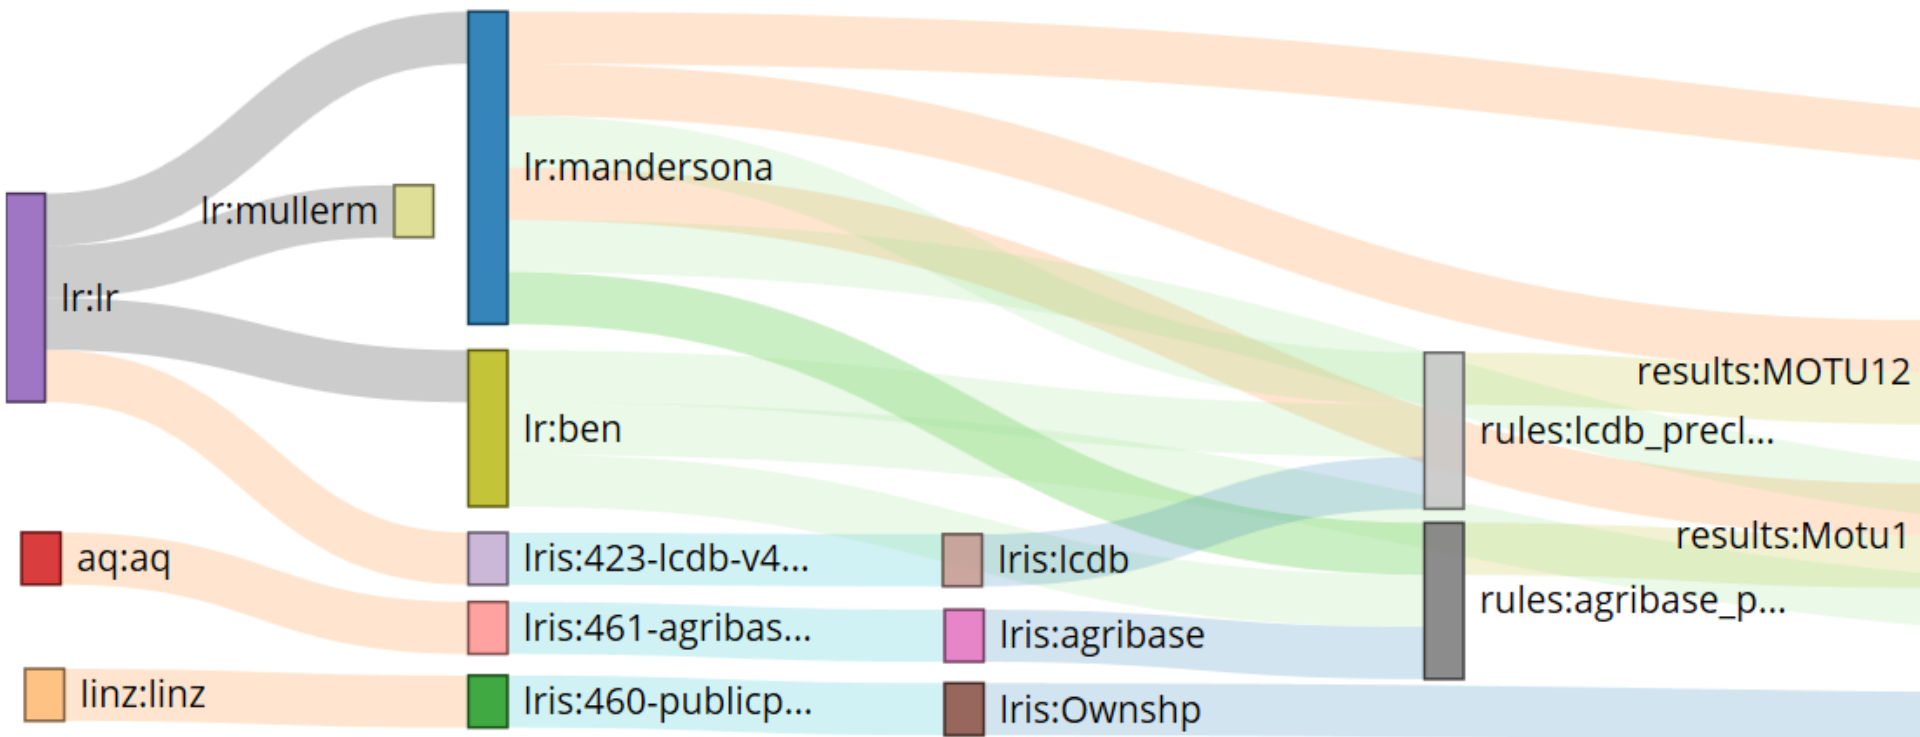 lr:mandersona
lr:mullerm
lr:lr
results:MOTU12
lr:ben
rules:lcdb_precl...
results:Motu1
aq:aq
lris:423-lcdb-v4...
lris:lcdb
rules:agribase_p...
lris:461-agribas...
lris:agribase
linz:linz
lris:460-publicp...
lris:Ownshp